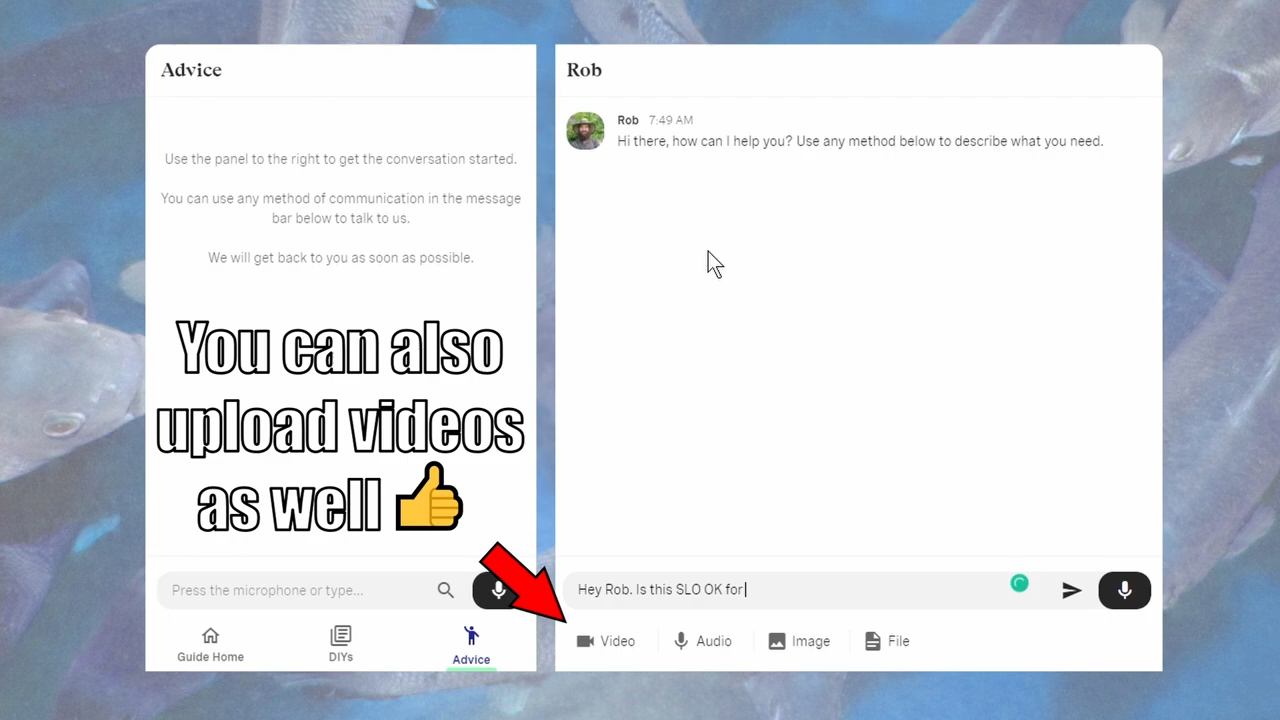 Advice
Use the panel to the right to get the conversation started.
You can use any method of communication in the message
bar below to talk to us.
We will get back to you as soon as possible.
You can also
upload videos
as well 👍
Press the microphone or type...
Guide Home
DIYs
Advice
Rob
Rob 7:49 AM
Hi there, how can I help you? Use any method below to describe what you need.
Hey Rob. Is this SLO OK for
Video
Audio
Image
File